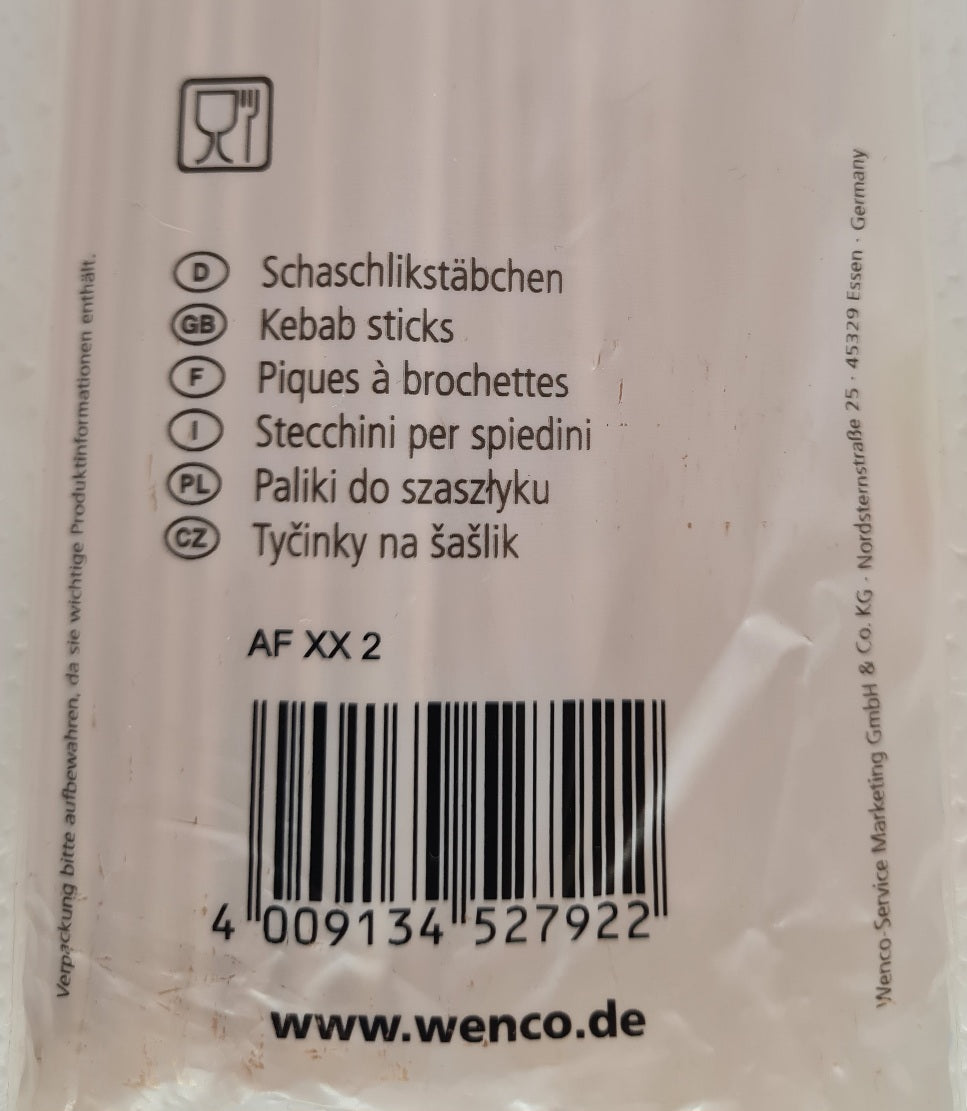 D Schaschlikstäbchen
GB Kebab sticks
F Piques à brochettes
I Stecchini per spiedini
PL Paliki do szaszłyku
CZ Tyčinky na šašlik
AF XX 2
4 009134 527922
www.wenco.de
Verpackung bitte aufbewahren, da sie wichtige Produktinformationen enthält.
Wenco-Service Marketing GmbH & Co. KG · Nordsternstraße 25 · 45329 Essen · Germany